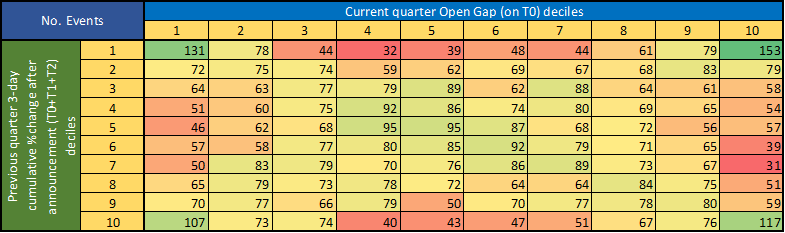 No. Events
Current quarter Open Gap (on T0) deciles
1 2 3 4 5 6 7 8 9 10
Previous quarter 3-day
cumulative %change after
announcement (T0+T1+T2)
deciles
1 131 78 44 32 39 48 44 61 79 153
2 72 75 74 59 62 69 67 68 83 79
3 64 63 77 79 89 62 88 64 61 58
4 51 60 75 92 86 74 80 69 65 54
5 46 62 68 95 95 87 68 72 56 57
6 57 58 77 80 85 92 79 71 65 39
7 50 83 79 70 76 86 89 73 67 31
8 65 79 73 78 72 64 64 84 75 51
9 70 77 66 79 50 70 77 78 80 59
10 107 73 74 40 43 47 51 67 76 117